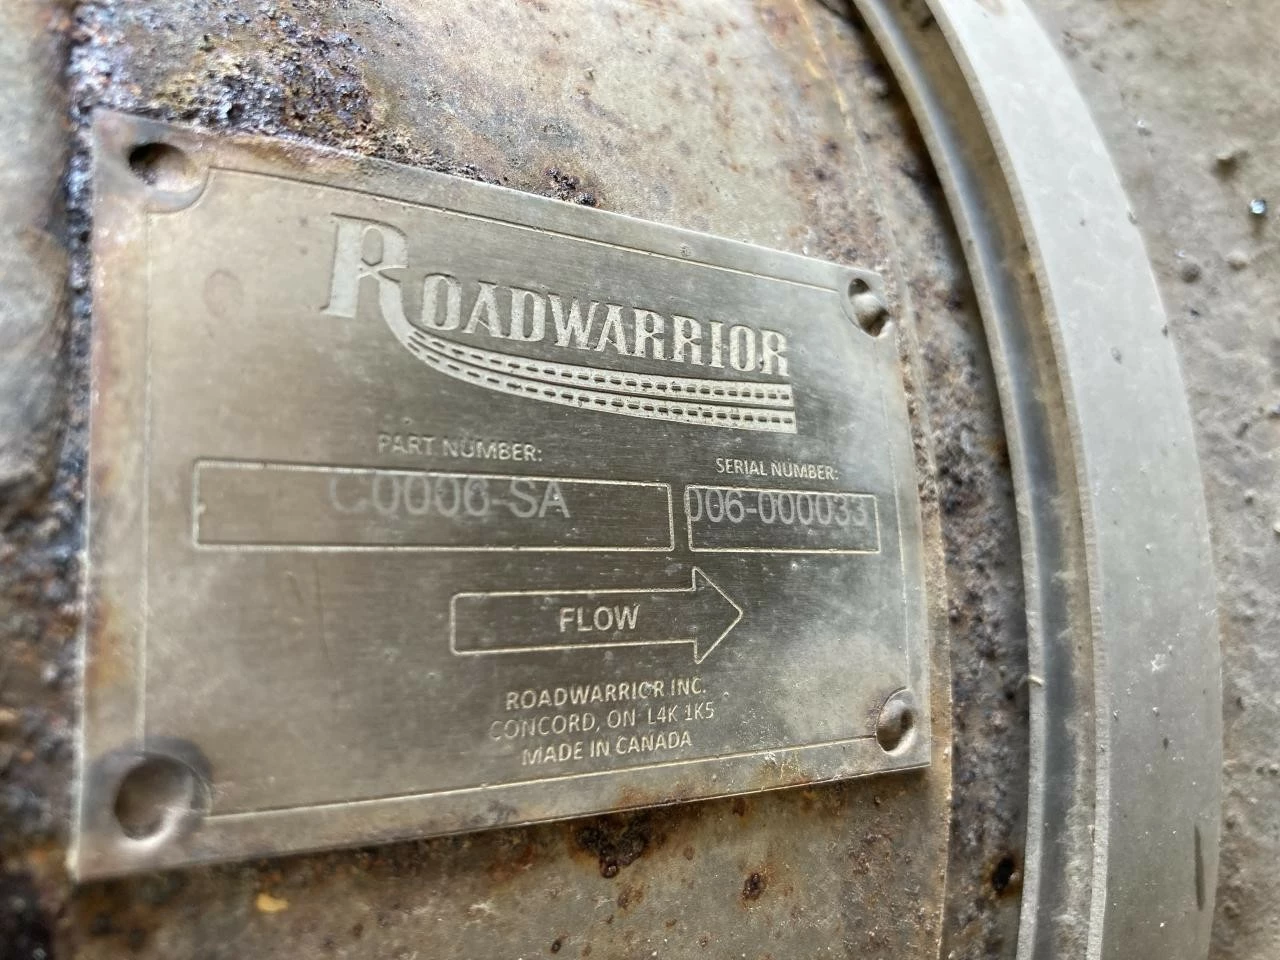 ROADWARRIOR
PART NUMBER:
C0006-SA
SERIAL NUMBER:
006-000033
FLOW
ROADWARRIOR INC.
CONCORD, ON L4K 1K5
MADE IN CANADA